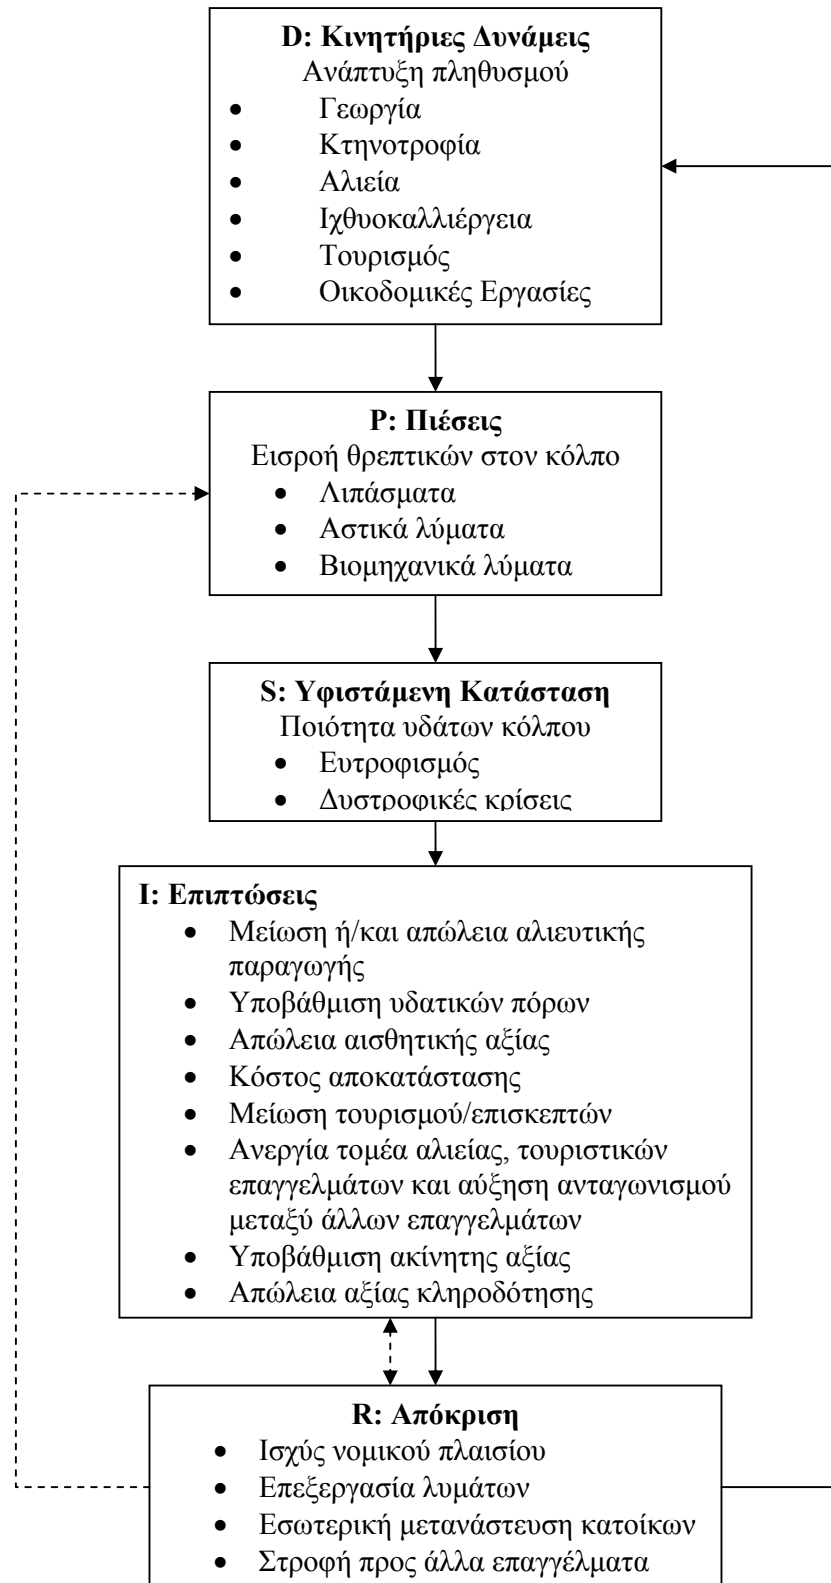 D: Κινητήριες Δυνάμεις
Ανάπτυξη πληθυσμού
• Γεωργία
• Κτηνοτροφία
• Αλιεία
• Ιχθυοκαλλιέργεια
• Τουρισμός
• Οικοδομικές Εργασίες
P: Πιέσεις
Εισροή θρεπτικών στον κόλπο
• Λιπάσματα
• Αστικά λύματα
• Βιομηχανικά λύματα
S: Υφιστάμενη Κατάσταση
Ποιότητα υδάτων κόλπου
• Ευτροφισμός
• Δυστροφικές κρίσεις
I: Επιπτώσεις
• Μείωση ή/και απώλεια αλιευτικής
παραγωγής
• Υποβάθμιση υδατικών πόρων
• Απώλεια αισθητικής αξίας
• Κόστος αποκατάστασης
• Μείωση τουρισμού/επισκεπτών
• Ανεργία τομέα αλιείας, τουριστικών
επαγγελμάτων και αύξηση ανταγωνισμού
μεταξύ άλλων επαγγελμάτων
• Υποβάθμιση ακίνητης αξίας
• Απώλεια αξίας κληροδότησης
R: Απόκριση
• Ισχύς νομικού πλαισίου
• Επεξεργασία λυμάτων
• Εσωτερική μετανάστευση κατοίκων
• Στροφή προς άλλα επαγγέλματα